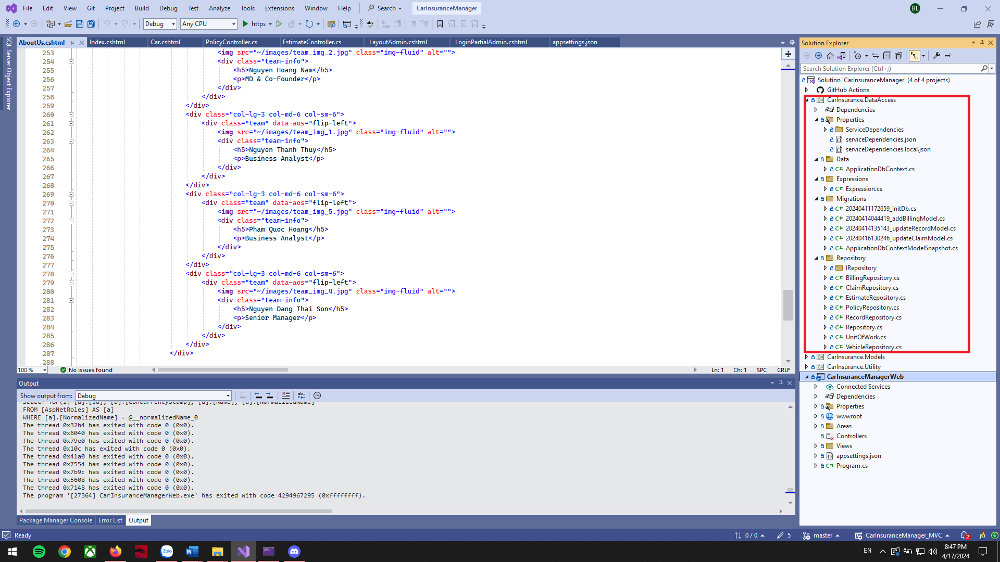 File Edit View Git Project Build Debug Test Analyze Tools Extensions Window Help Search CarInsuranceManager BL
Debug Any CPU https
AboutUs.cshtml Index.cshtml Car.cshtml PolicyController.cs EstimateController.cs _LayoutAdmin.cshtml _LoginPartialAdmin.cshtml appsettings.json
SQL Server Object Explorer
253 <img src="~/images/team_img_2.jpg" class="img-fluid" alt="">
254 <div class="team-info">
255 <h5>Nguyen Hoang Nam</h5>
256 <p>MD & Co-Founder</p>
257 </div>
258 </div>
259 </div>
260 <div class="col-lg-3 col-md-6 col-sm-6">
261 <div class="team" data-aos="flip-left">
262 <img src="~/images/team_img_1.jpg" class="img-fluid" alt="">
263 <div class="team-info">
264 <h5>Nguyen Thanh Thuy</h5>
265 <p>Business Analyst</p>
266 </div>
267 </div>
268 </div>
269 <div class="col-lg-3 col-md-6 col-sm-6">
270 <div class="team" data-aos="flip-left">
271 <img src="~/images/team_img_5.jpg" class="img-fluid" alt="">
272 <div class="team-info">
273 <h5>Pham Quoc Hoang</h5>
274 <p>Business Analyst</p>
275 </div>
276 </div>
277 </div>
278 <div class="col-lg-3 col-md-6 col-sm-6">
279 <div class="team" data-aos="flip-left">
280 <img src="~/images/team_img_4.jpg" class="img-fluid" alt="">
281 <div class="team-info">
282 <h5>Nguyen Dang Thai Son</h5>
283 <p>Senior Manager</p>
284 </div>
285 </div>
286 </div>
287 </div>
288
100 % No issues found Ln: 1 Ch: 1 SPC CRLF
Output
Show output from: Debug
SELECT TOP(1) [a].[Id], [a].[ConcurrencyStamp], [a].[Name], [a].[NormalizedName]
FROM [AspNetRoles] AS [a]
WHERE [a].[NormalizedName] = @__normalizedName_0
The thread 0x32b4 has exited with code 0 (0x0).
The thread 0x6040 has exited with code 0 (0x0).
The thread 0x79e0 has exited with code 0 (0x0).
The thread 0x10c has exited with code 0 (0x0).
The thread 0x41a0 has exited with code 0 (0x0).
The thread 0x7554 has exited with code 0 (0x0).
The thread 0x7b9c has exited with code 0 (0x0).
The thread 0x5608 has exited with code 0 (0x0).
The thread 0x7148 has exited with code 0 (0x0).
The program '[27364] CarInsuranceManagerWeb.exe' has exited with code 4294967295 (0xffffffff).
Package Manager Console Error List Output
Solution Explorer
Search Solution Explorer (Ctrl+;)
Solution 'CarInsuranceManager' (4 of 4 projects)
GitHub Actions
CarInsurance.DataAccess
Dependencies
Properties
ServiceDependencies
serviceDependencies.json
serviceDependencies.local.json
Data
C# ApplicationDbContext.cs
Expressions
C# Expression.cs
Migrations
C# 20240411172659_InitDb.cs
C# 20240414044419_addBillingModel.cs
C# 20240414135143_updateRecordModel.cs
C# 20240416130246_updateClaimModel.cs
C# ApplicationDbContextModelSnapshot.cs
Repository
IRepository
C# BillingRepository.cs
C# ClaimRepository.cs
C# EstimateRepository.cs
C# PolicyRepository.cs
C# RecordRepository.cs
C# Repository.cs
C# UnitOfWork.cs
C# VehicleRepository.cs
CarInsurance.Models
CarInsurance.Utility
CarInsuranceManagerWeb
Connected Services
Dependencies
Properties
wwwroot
Areas
Controllers
Views
appsettings.json
C# Program.cs
Ready 0 / 0 5 master CarInsuranceManager_MVC 2
Zalo EN 8:47 PM
4/17/2024